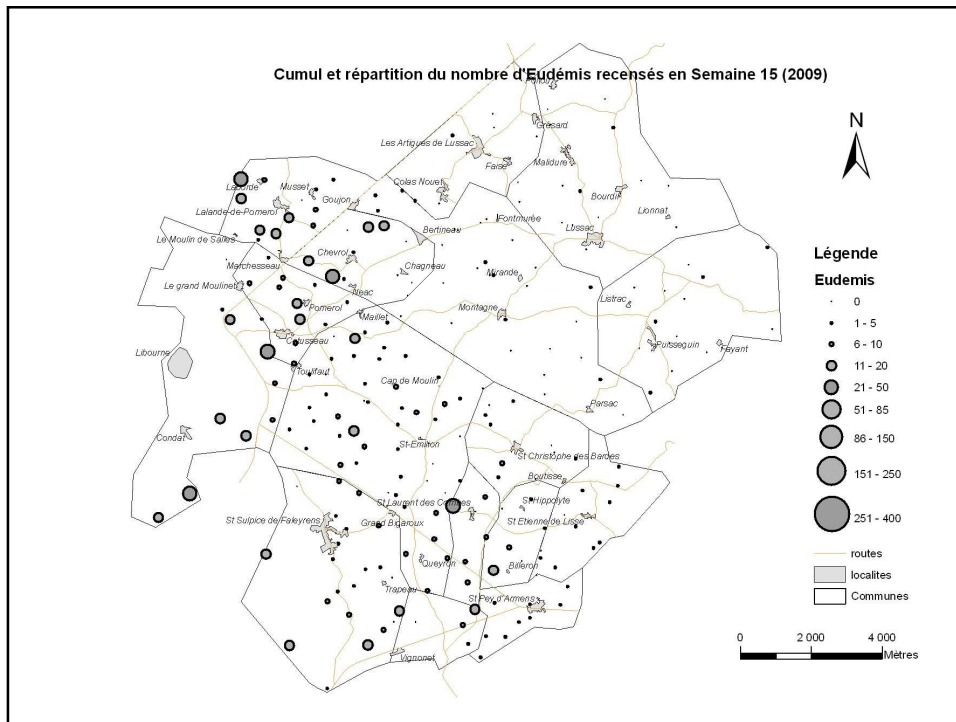 Cumul et répartition du nombre d'Eudémis recensés en Semaine 15 (2009)
N
Grésard
Les Artigues de Lussac
Faise
Malidure
Colas Nouet
Bourdil
Laborde
Musset
Goujon
Lalande-de-Pomerol
Lionnat
Fontmurée
Lussac
Bertineau
Le Moulin de Salles
Chevrol
Marchesseau
Chagneau
Mirande
Le grand Moulinet
Neac
Pomerol
Maillet
Montagne
Listrac
Catusseau
Puisseguin
Fayant
Libourne
Toulifaut
Cap de Moulin
Parsac
Condat
St-Emilion
St Christophe des Bardes
Boutisse
St Laurent des Combes
St Hippolyte
St Sulpice de Faleyrens
Grand Bigaroux
St Etienne de Lisse
Queyron
Billeron
Trapeau
St Pey d'Armens
Vignonet
Légende
Eudemis
0
1 - 5
6 - 10
11 - 20
21 - 50
51 - 85
86 - 150
151 - 250
251 - 400
routes
localites
Communes
0 2 000 4 000
Mètres